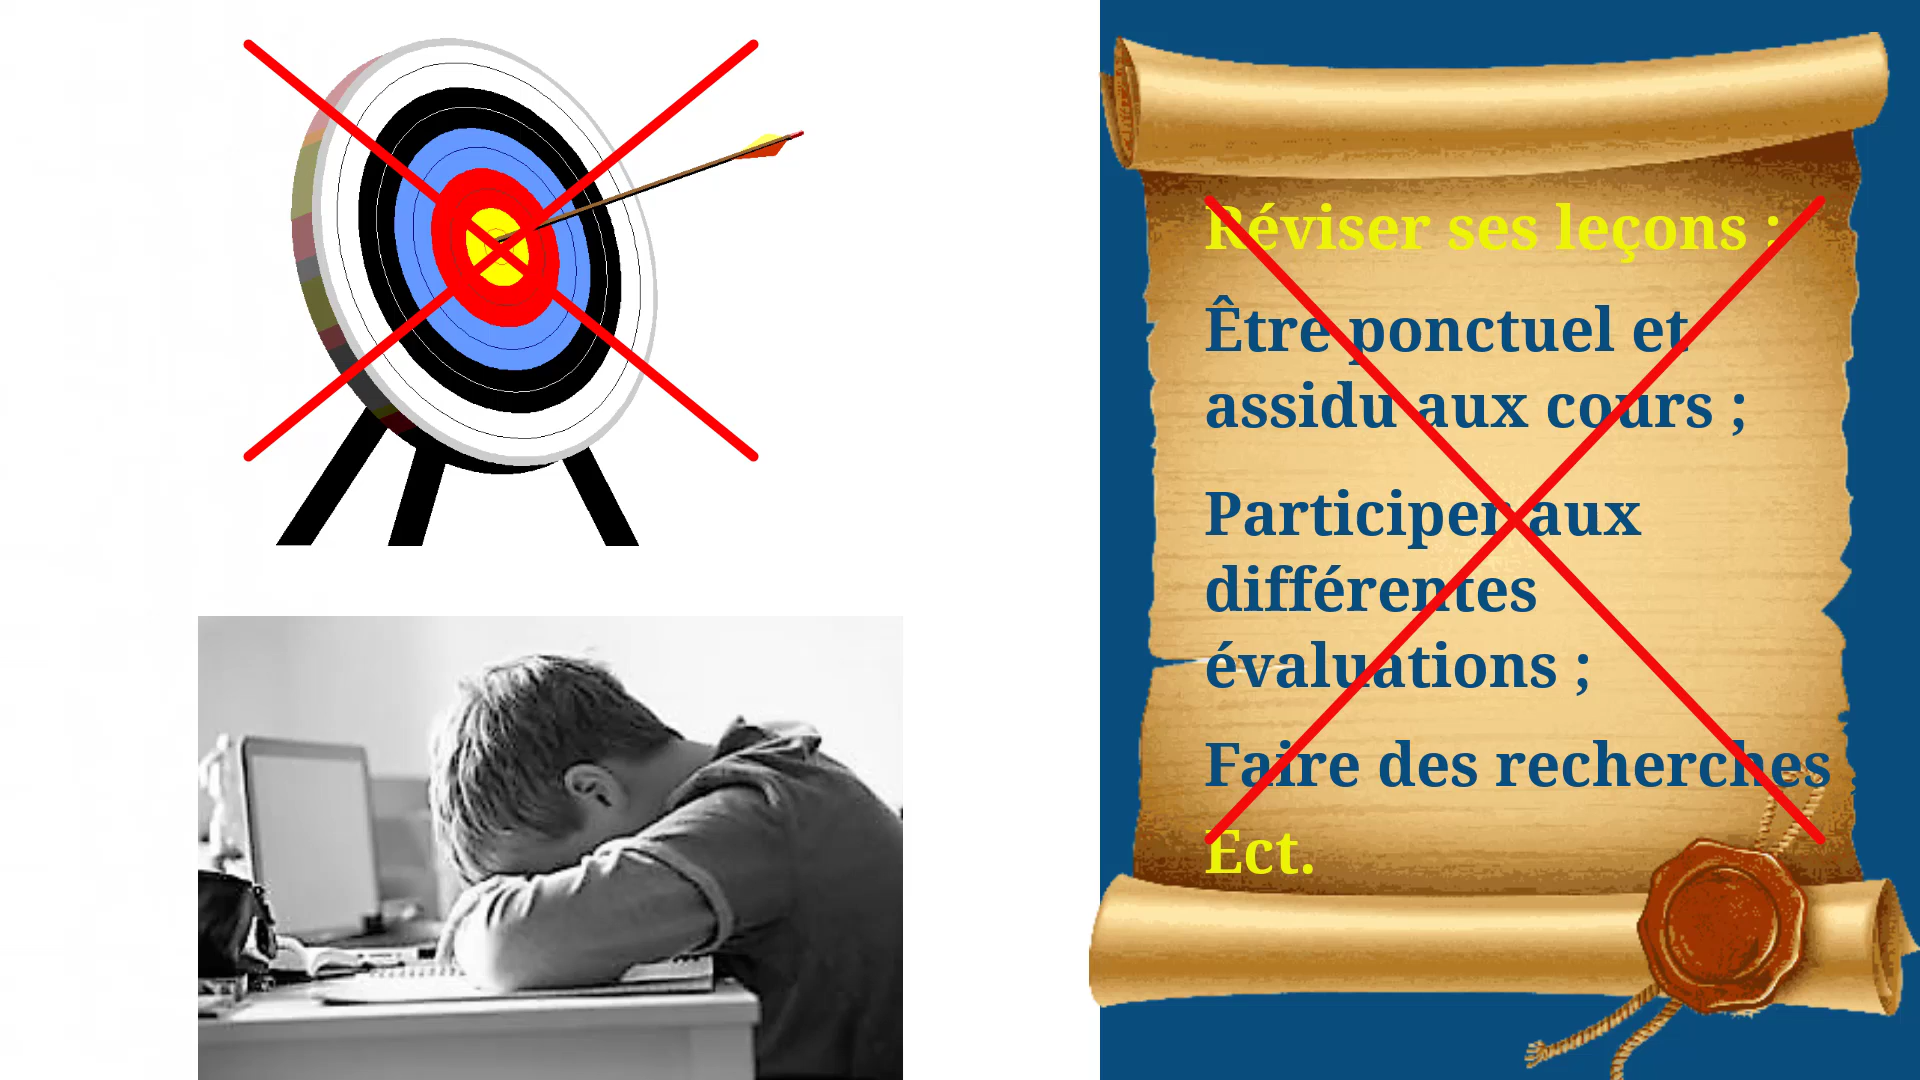 Réviser ses leçons :
Être ponctuel et
assidu aux cours ;
Participer aux
différentes
évaluations ;
Faire des recherches
Ect.